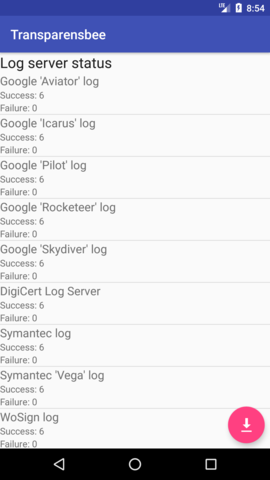 8:54
Transparensbee
Log server status
Google 'Aviator' log
Success: 6
Failure: 0
Google 'Icarus' log
Success: 6
Failure: 0
Google 'Pilot' log
Success: 6
Failure: 0
Google 'Rocketeer' log
Success: 6
Failure: 0
Google 'Skydiver' log
Success: 6
Failure: 0
DigiCert Log Server
Success: 6
Failure: 0
Symantec log
Success: 6
Failure: 0
Symantec 'Vega' log
Success: 6
Failure: 0
WoSign log
Success: 6
Failure: 0